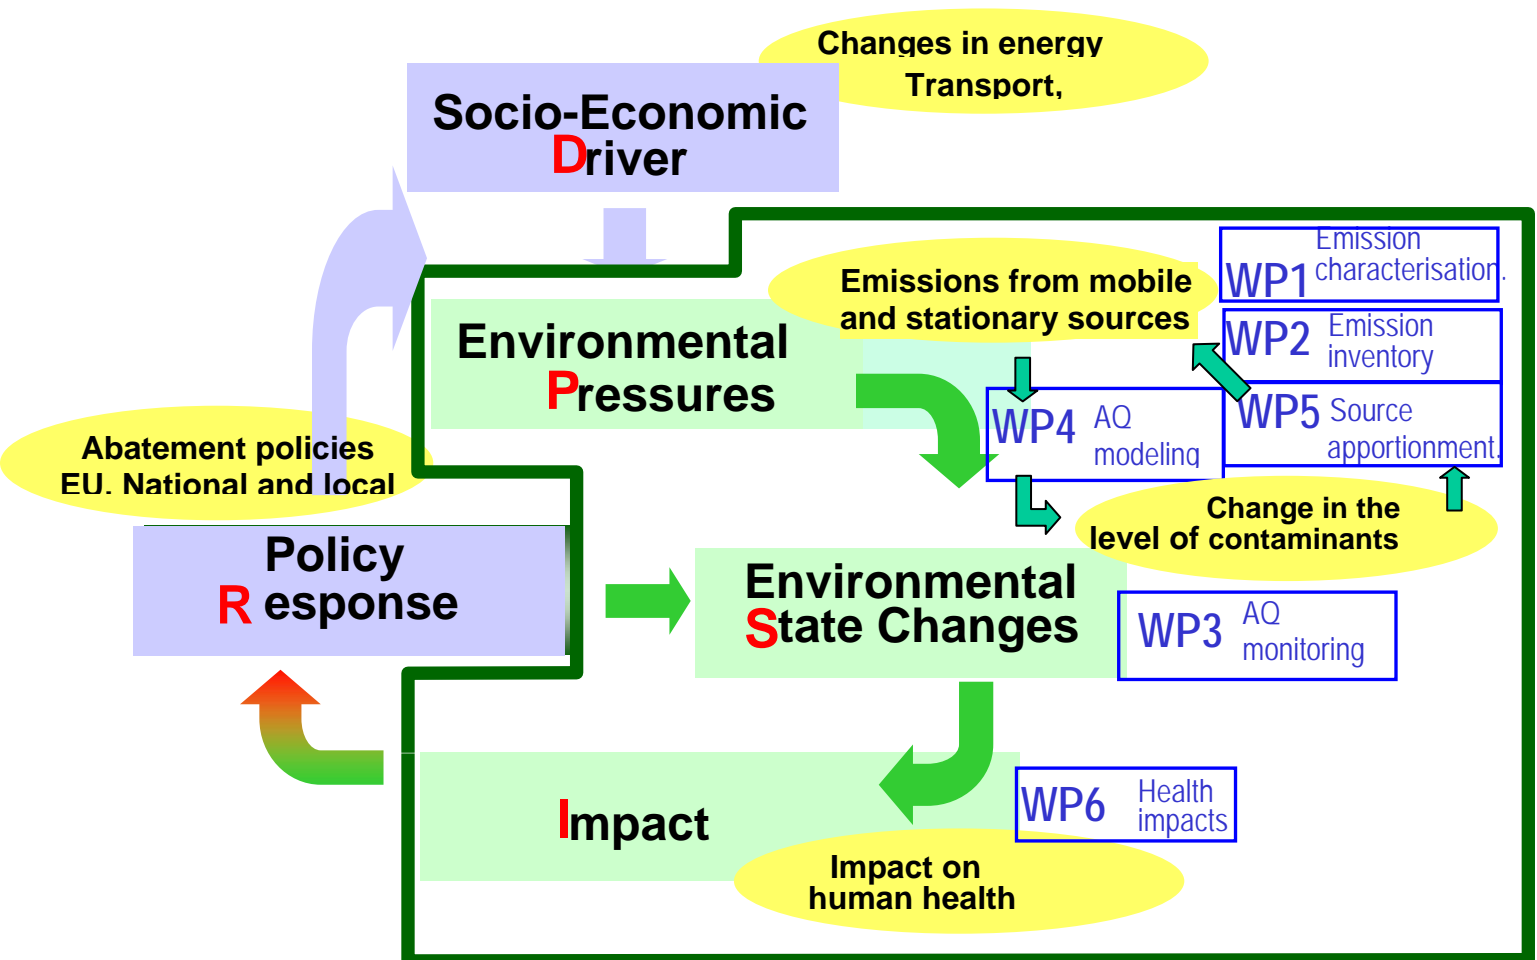 Changes in energy
Transport,
Socio-Economic
Driver
Emissions from mobile
and stationary sources
Emission
WP1 characterisation.
WP2 Emission
inventory
Environmental
Pressures
WP4 AQ
modeling
WP5 Source
apportionment.
Abatement policies
EU. National and local
Change in the
level of contaminants
Policy
R esponse
Environmental
State Changes
WP3 AQ
monitoring
Impact
WP6 Health
impacts
Impact on
human health